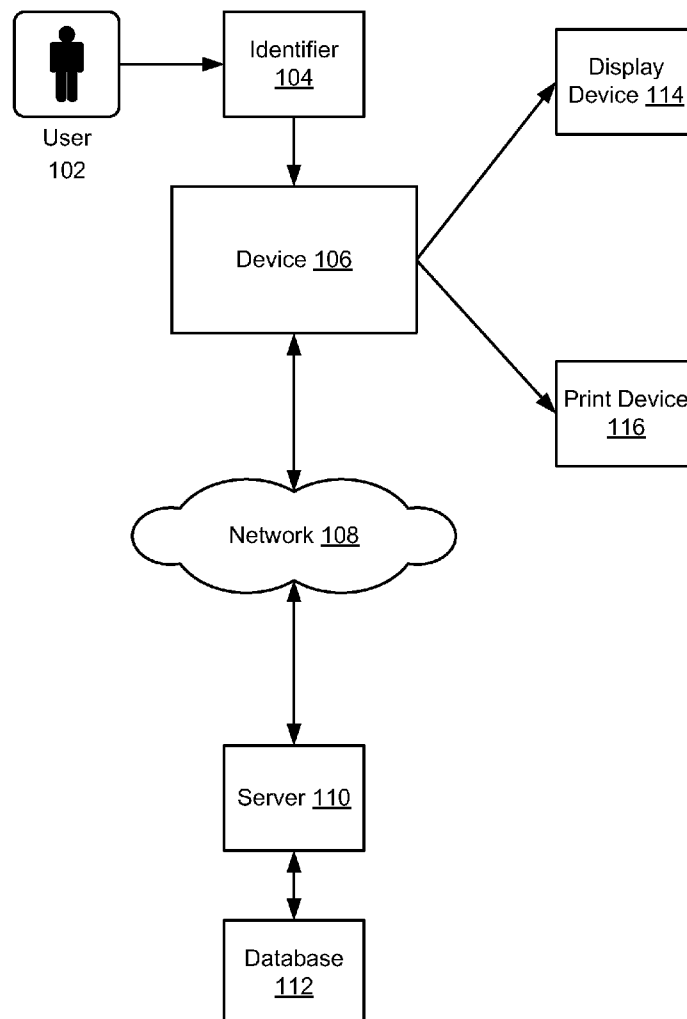 Identifier
104
User
102
Display
Device 114
Device 106
Print Device
116
Network 108
Server 110
Database
112